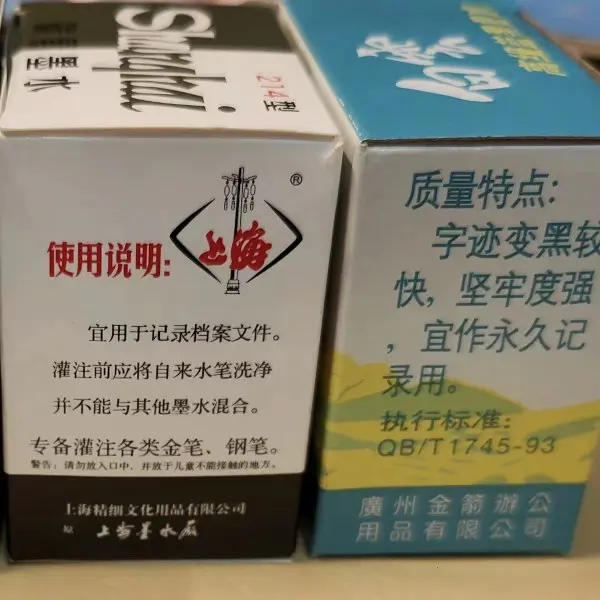 Shanghai
墨水
214型
上海
®
使用说明:
宜用于记录档案文件。
灌注前应将自来水笔洗净
并不能与其他墨水混合。
专备灌注各类金笔、钢笔。
警告：请勿放入口中，并放于儿童不能接触的地方。
上海精细文化用品有限公司
原 上海墨水厂
质量特点:
字迹变黑较
快，坚牢度强
，宜作永久记
录用。
执行标准:
QB/T1745-93
廣州金箭辦公
用品有限公司